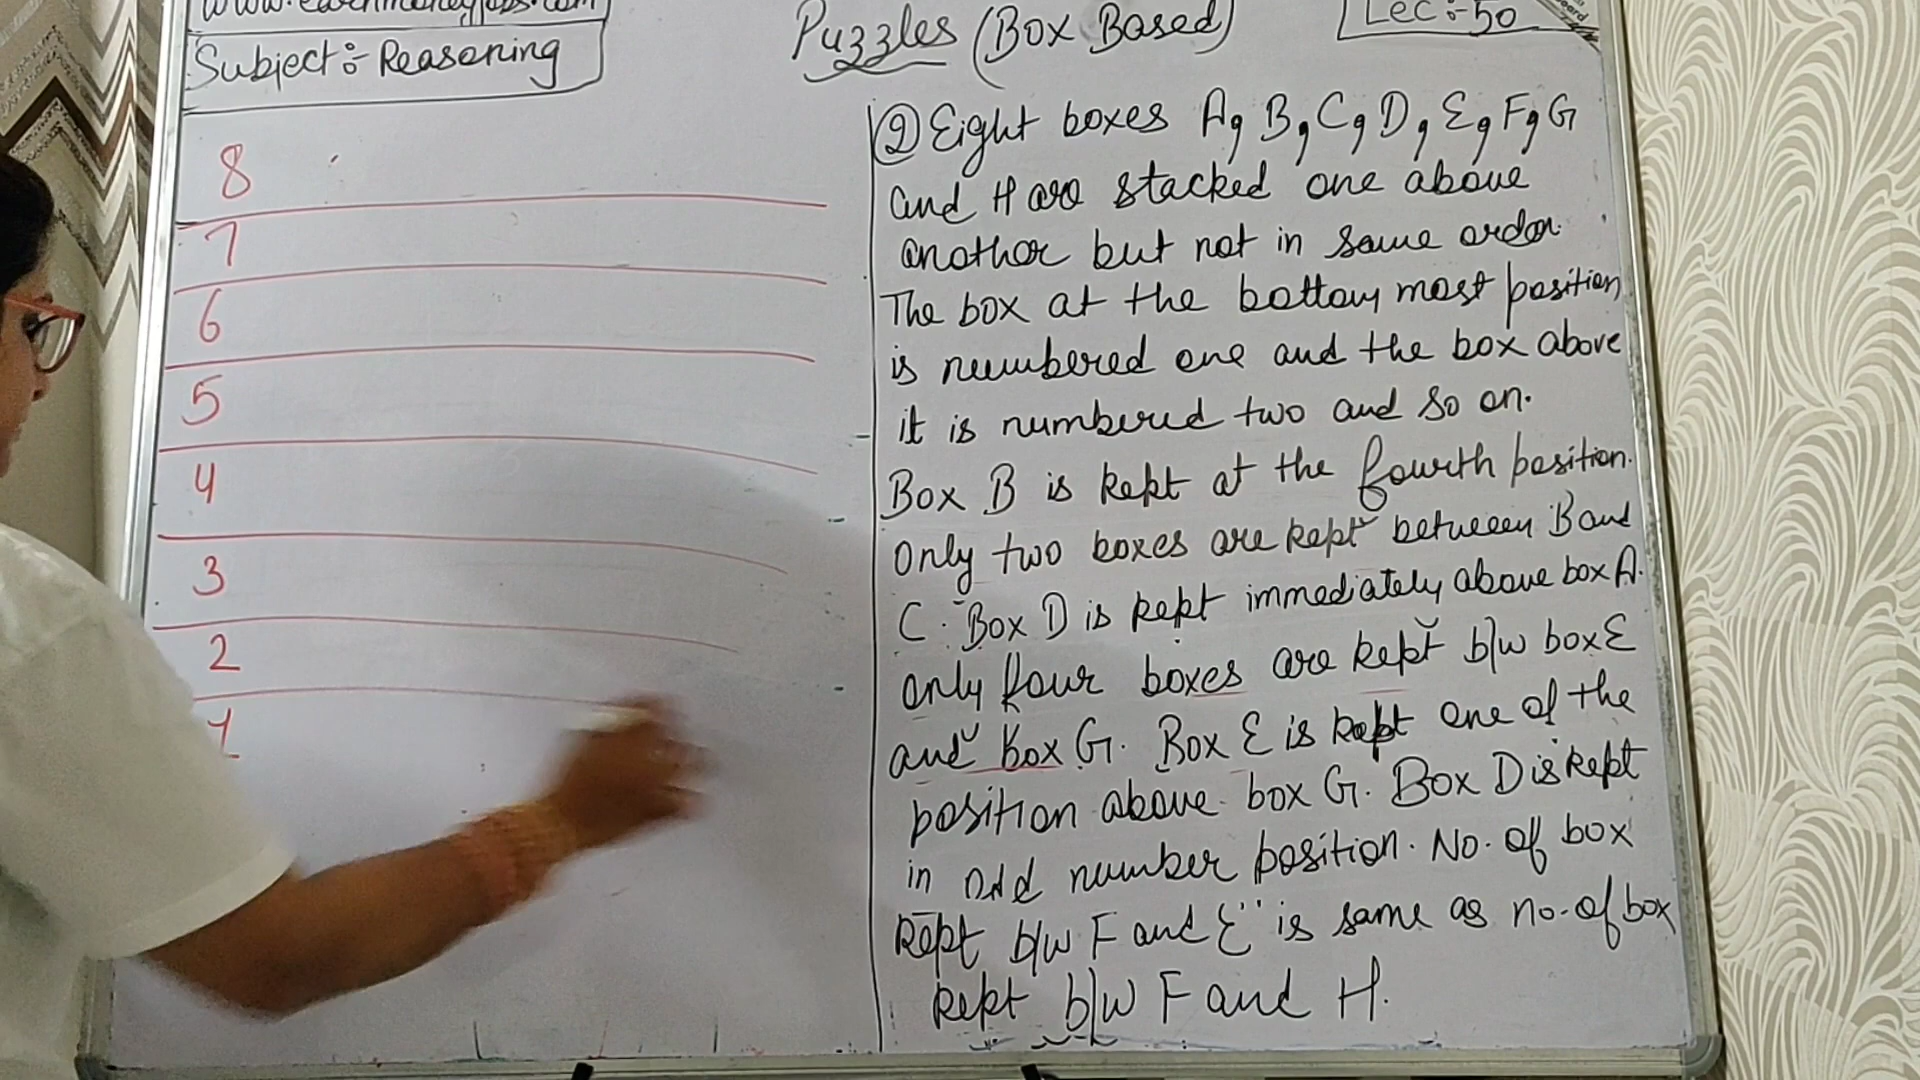 www.earnmoneyjobs.com
Subject:- Reasoning
Puzzles (Box Based)
Lec:-50
8
7
6
5
4
3
2
1
② Eight boxes A, B, C, D, E, F, G
and H are stacked one above
another but not in same order.
The box at the bottom most position
is numbered one and the box above
it is numbered two and so on.
Box B is kept at the fourth position.
only two boxes are kept between B and
C. Box D is kept immediately above box A.
only four boxes are kept b/w box E
and box G. Box E is kept one of the
position above box G. Box D is kept
in odd number position. No. of box
kept b/w F and E is same as no. of box
kept b/w F and H.